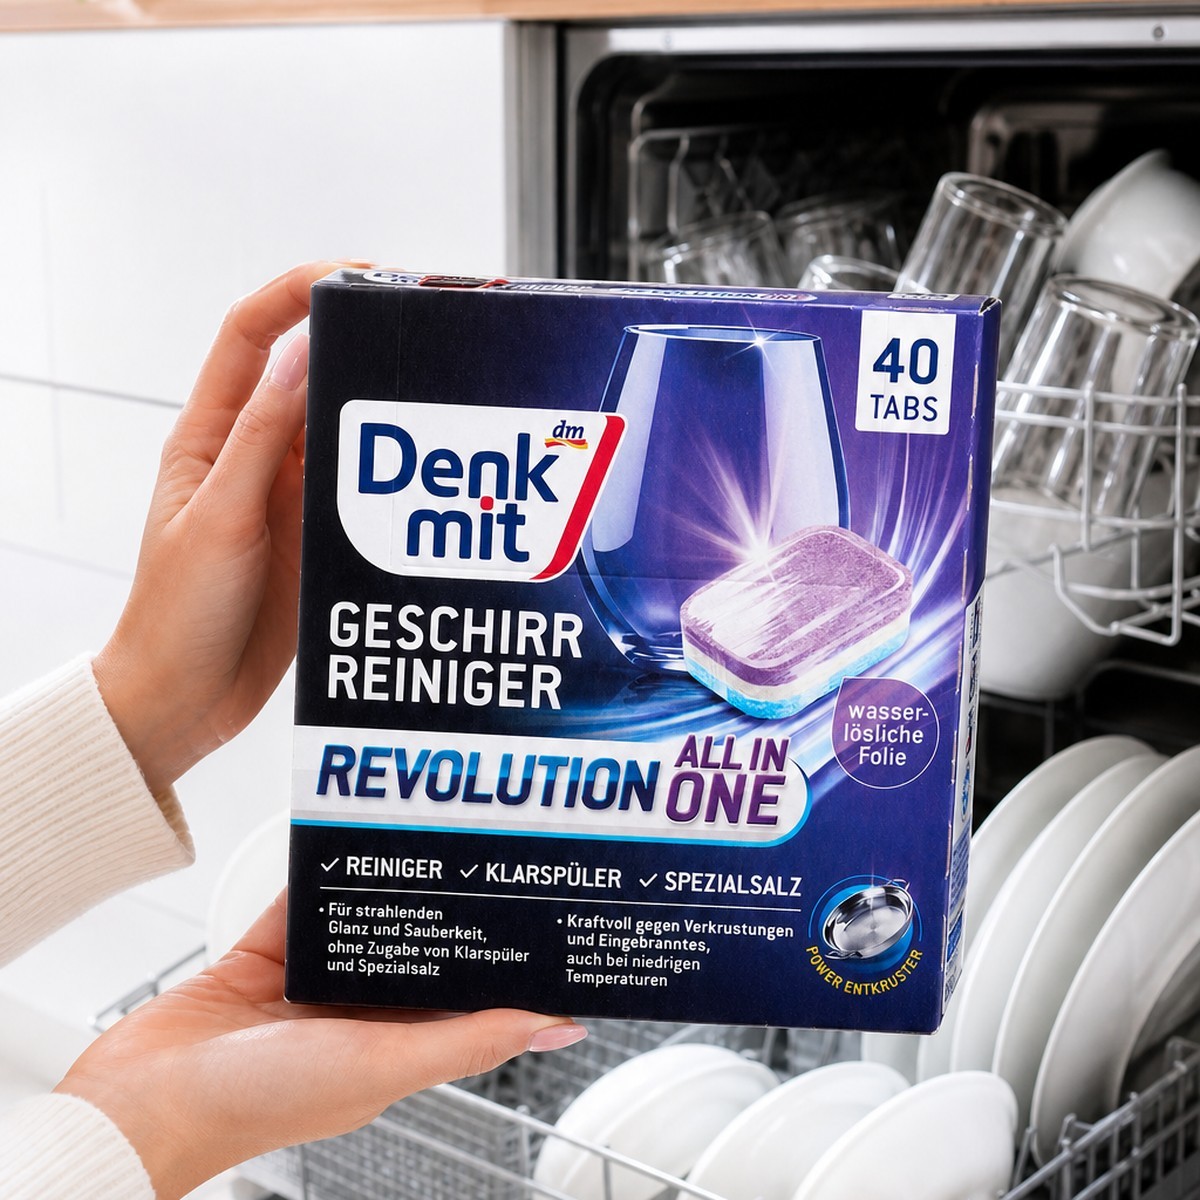 REVOLUTION ONE
40
TABS
dm
Denk
mit
GESCHIRR
REINIGER
wasser-
lösliche
Folie
REVOLUTION ALL IN ONE
✓ REINIGER ✓ KLARSPÜLER ✓ SPEZIALSALZ
• Für strahlenden
Glanz und Sauberkeit,
ohne Zugabe von Klarspüler
und Spezialsalz
• Kraftvoll gegen Verkrustungen
und Eingebranntes,
auch bei niedrigen
Temperaturen
POWER ENTKRUSTER